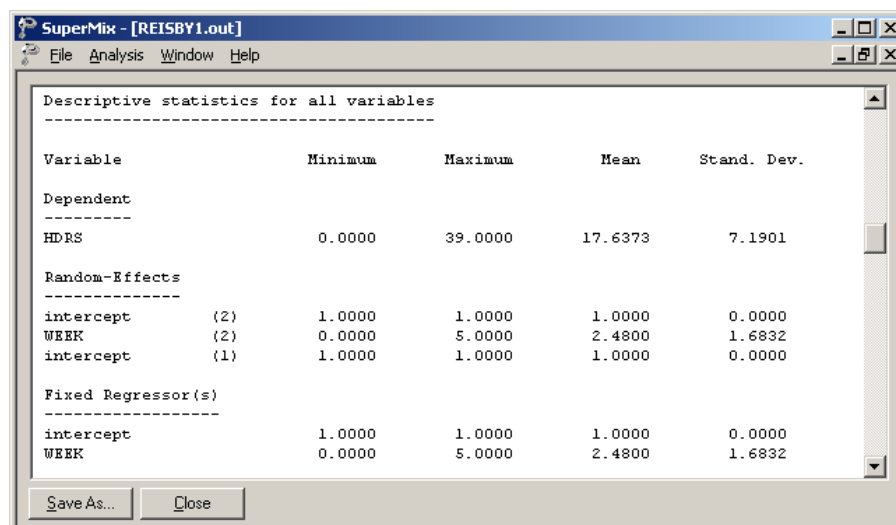 SuperMix - [REISBY1.out]
File Analysis Window Help
Descriptive statistics for all variables
----------------------------------------
Variable Minimum Maximum Mean Stand. Dev.
Dependent
---------
HDRS 0.0000 39.0000 17.6373 7.1901
Random-Effects
--------------
intercept (2) 1.0000 1.0000 1.0000 0.0000
WEEK (2) 0.0000 5.0000 2.4800 1.6832
intercept (1) 1.0000 1.0000 1.0000 0.0000
Fixed Regressor(s)
------------------
intercept 1.0000 1.0000 1.0000 0.0000
WEEK 0.0000 5.0000 2.4800 1.6832
Save As... Close